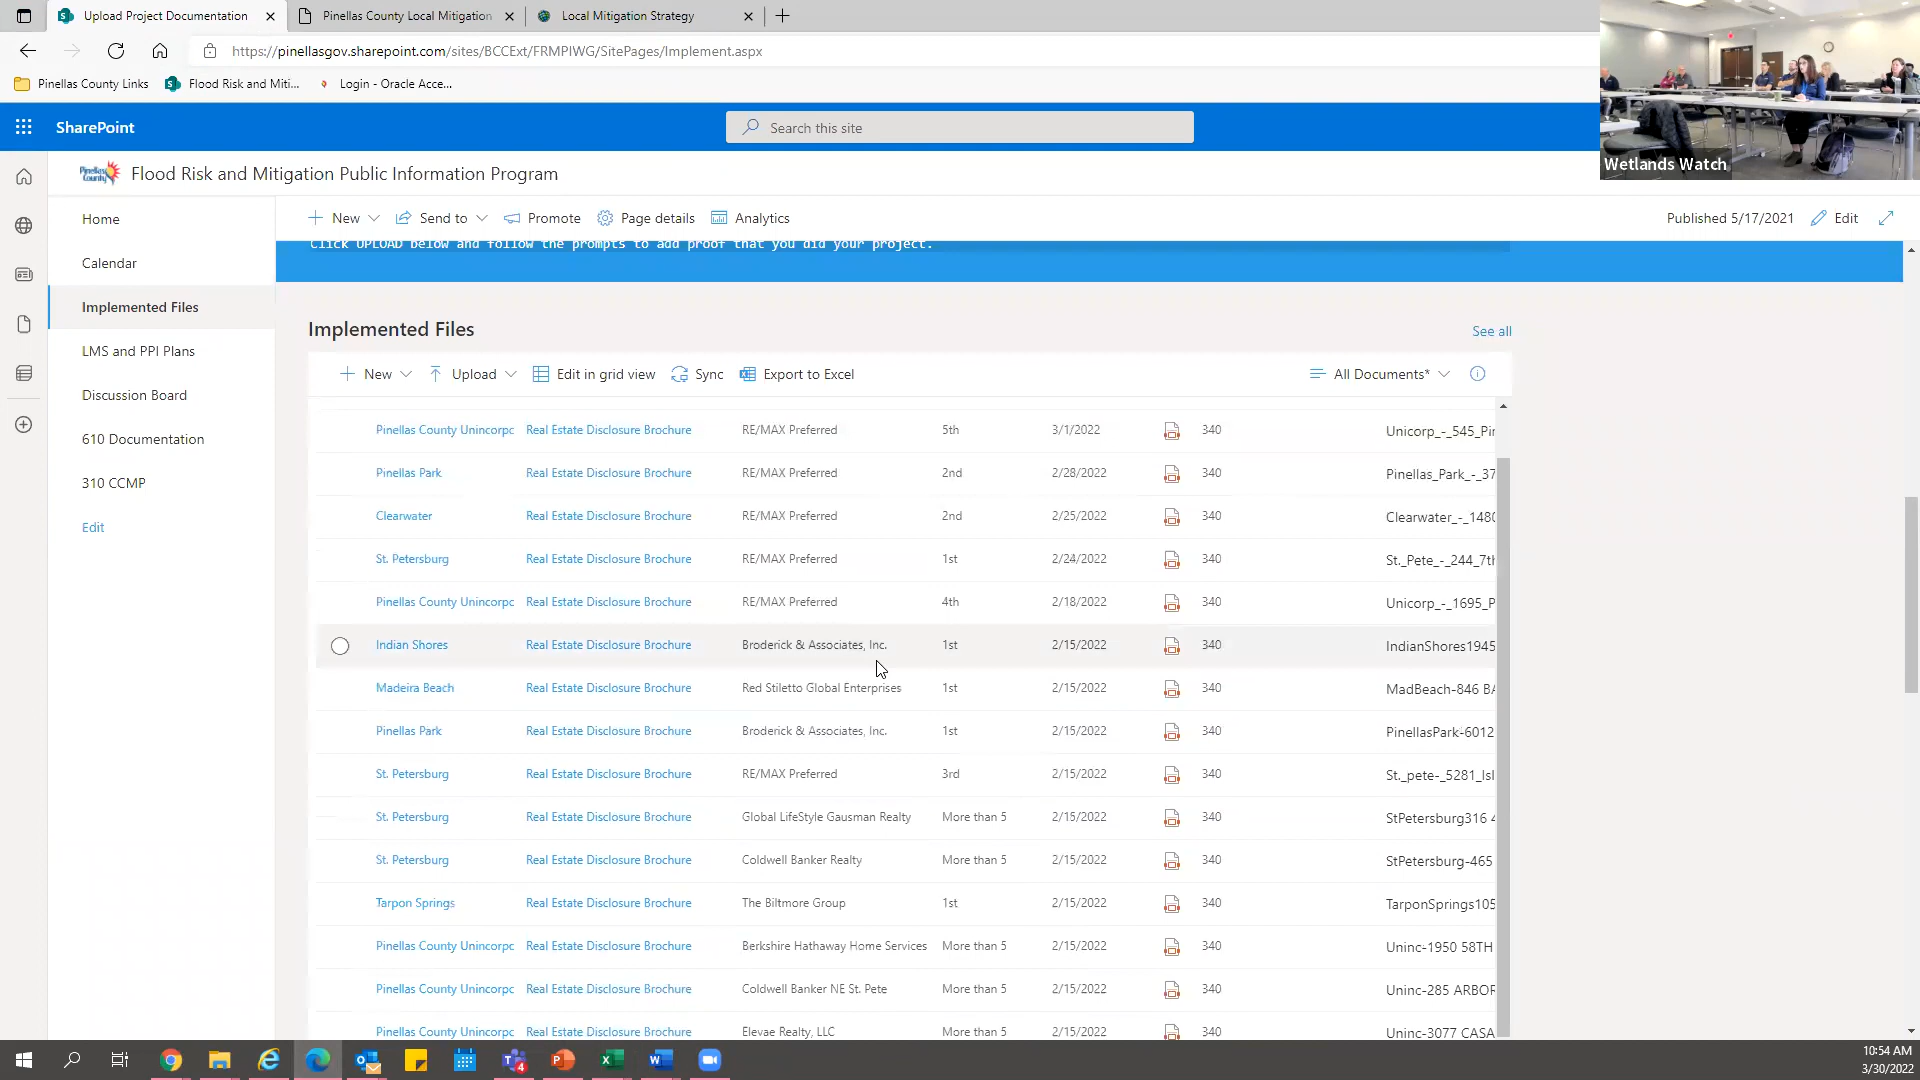 Upload Project Documentation
Pinellas County Local Mitigation
Local Mitigation Strategy
https://pinellasgov.sharepoint.com/sites/BCCExt/FRMPIWG/SitePages/Implement.aspx
Pinellas County Links
Flood Risk and Miti...
Login - Oracle Acce...
Wetlands Watch
SharePoint
Search this site
Pinellas County
Flood Risk and Mitigation Public Information Program
Home
Calendar
Implemented Files
LMS and PPI Plans
Discussion Board
610 Documentation
310 CCMP
Edit
New
Send to
Promote
Page details
Analytics
Published 5/17/2021
Edit
Click UPLOAD below and follow the prompts to add proof that you did your project.
Implemented Files
See all
New
Upload
Edit in grid view
Sync
Export to Excel
All Documents*
Pinellas County Unincorpc Real Estate Disclosure Brochure RE/MAX Preferred 5th 3/1/2022 340 Unicorp_-_545_Pin
Pinellas Park Real Estate Disclosure Brochure RE/MAX Preferred 2nd 2/28/2022 340 Pinellas_Park_-_37
Clearwater Real Estate Disclosure Brochure RE/MAX Preferred 2nd 2/25/2022 340 Clearwater_-_1480
St. Petersburg Real Estate Disclosure Brochure RE/MAX Preferred 1st 2/24/2022 340 St._Pete_-_244_7th
Pinellas County Unincorpc Real Estate Disclosure Brochure RE/MAX Preferred 4th 2/18/2022 340 Unicorp_-_1695_P
Indian Shores Real Estate Disclosure Brochure Broderick & Associates, Inc. 1st 2/15/2022 340 IndianShores1945
Madeira Beach Real Estate Disclosure Brochure Red Stiletto Global Enterprises 1st 2/15/2022 340 MadBeach-846 BA
Pinellas Park Real Estate Disclosure Brochure Broderick & Associates, Inc. 1st 2/15/2022 340 PinellasPark-6012
St. Petersburg Real Estate Disclosure Brochure RE/MAX Preferred 3rd 2/15/2022 340 St._pete-_5281_Isl
St. Petersburg Real Estate Disclosure Brochure Global LifeStyle Gausman Realty More than 5 2/15/2022 340 StPetersburg316 4
St. Petersburg Real Estate Disclosure Brochure Coldwell Banker Realty More than 5 2/15/2022 340 StPetersburg-465
Tarpon Springs Real Estate Disclosure Brochure The Biltmore Group 1st 2/15/2022 340 TarponSprings105
Pinellas County Unincorpc Real Estate Disclosure Brochure Berkshire Hathaway Home Services More than 5 2/15/2022 340 Uninc-1950 58TH
Pinellas County Unincorpc Real Estate Disclosure Brochure Coldwell Banker NE St. Pete More than 5 2/15/2022 340 Uninc-285 ARBOR
Pinellas County Unincorpc Real Estate Disclosure Brochure Elevae Realty, LLC More than 5 2/15/2022 340 Uninc-3077 CASA
10:54 AM
3/30/2022